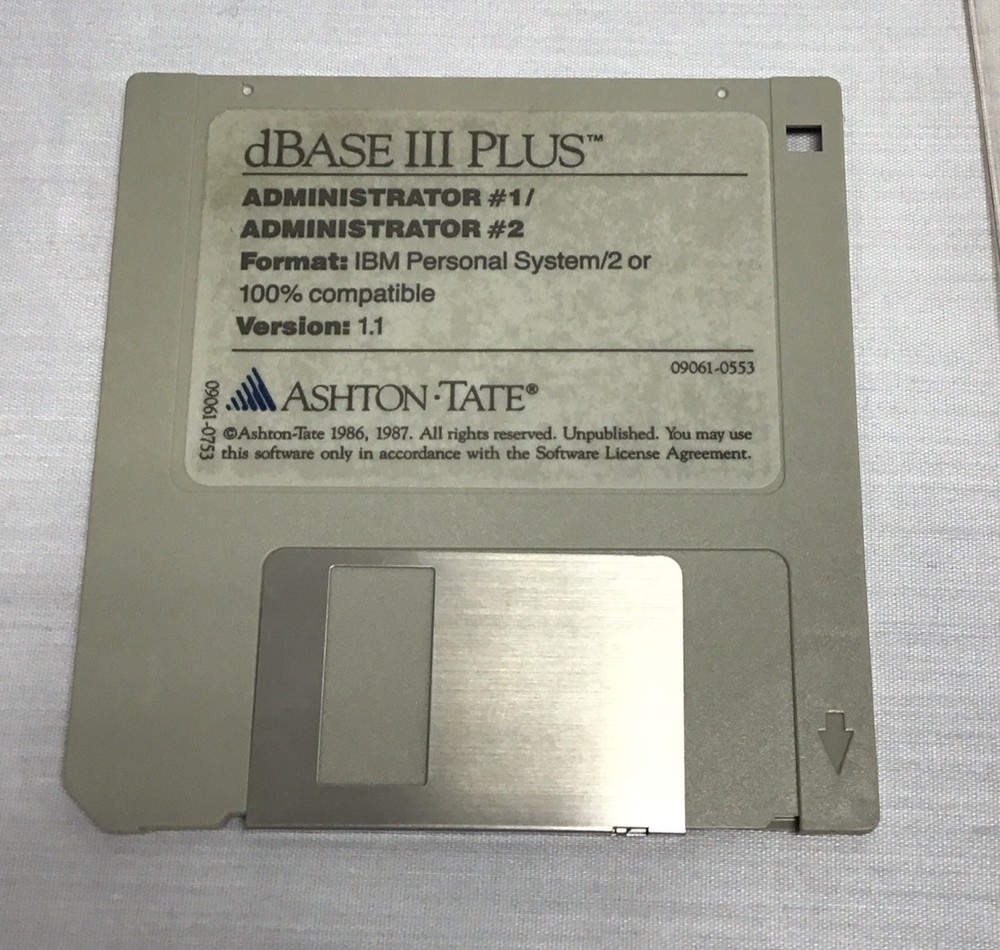 dBASE III PLUS™
ADMINISTRATOR #1/
ADMINISTRATOR #2
Format: IBM Personal System/2 or
100% compatible
Version: 1.1
09061-0553
ASHTON·TATE®
09061-0753
©Ashton-Tate 1986, 1987. All rights reserved. Unpublished. You may use
this software only in accordance with the Software License Agreement.